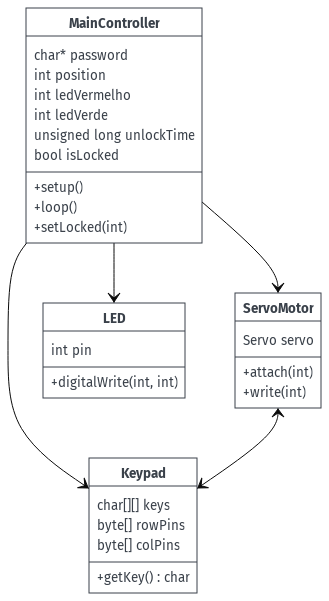 MainController
char* password
int position
int ledVermelho
int ledVerde
unsigned long unlockTime
bool isLocked
+setup()
+loop()
+setLocked(int)
LED
int pin
+digitalWrite(int, int)
ServoMotor
Servo servo
+attach(int)
+write(int)
Keypad
char[][] keys
byte[] rowPins
byte[] colPins
+getKey() : char